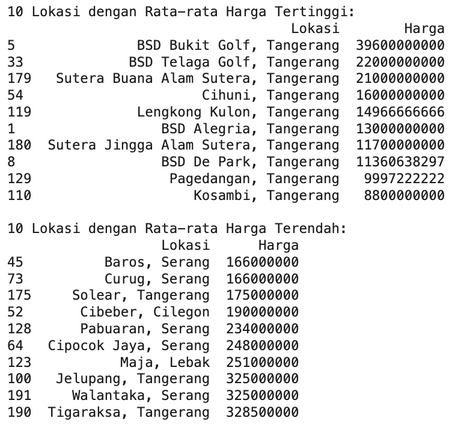 10 Lokasi dengan Rata-rata Harga Tertinggi:
Lokasi Harga
5 BSD Bukit Golf, Tangerang 39600000000
33 BSD Telaga Golf, Tangerang 22000000000
179 Sutera Buana Alam Sutera, Tangerang 21000000000
54 Cihuni, Tangerang 16000000000
119 Lengkong Kulon, Tangerang 14966666666
1 BSD Alegria, Tangerang 13000000000
180 Sutera Jingga Alam Sutera, Tangerang 11700000000
8 BSD De Park, Tangerang 11360638297
129 Pagedangan, Tangerang 9997222222
110 Kosambi, Tangerang 8800000000
10 Lokasi dengan Rata-rata Harga Terendah:
Lokasi Harga
45 Baros, Serang 166000000
73 Curug, Serang 166000000
175 Solear, Tangerang 175000000
52 Cibeber, Cilegon 190000000
128 Pabuaran, Serang 234000000
64 Cipocok Jaya, Serang 248000000
123 Maja, Lebak 251000000
100 Jelupang, Tangerang 325000000
191 Walantaka, Serang 325000000
190 Tigaraksa, Tangerang 328500000